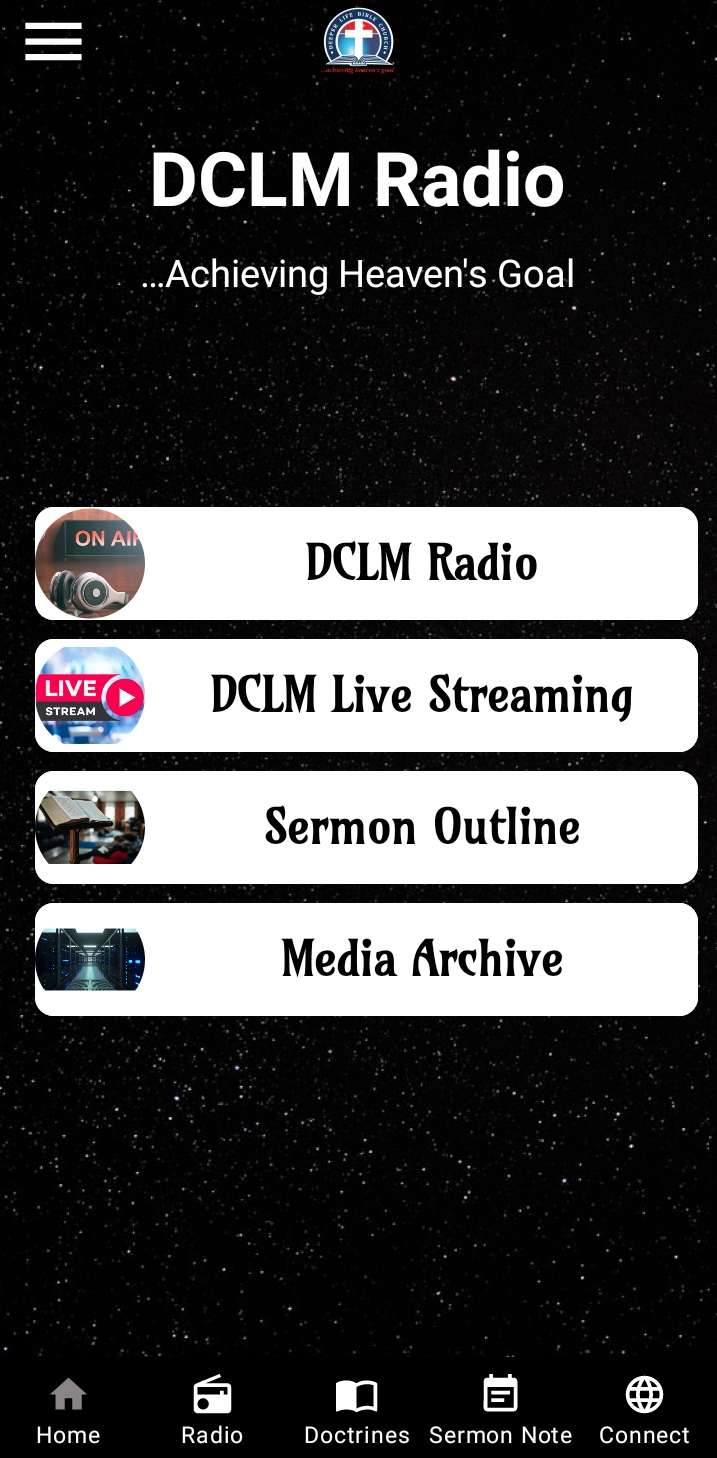 DEEPER LIFE BIBLE CHURCH
...achieving heaven's goal
DCLM Radio
...Achieving Heaven's Goal
ON AIR
DCLM Radio
LIVE
STREAM
DCLM Live Streaming
Sermon Outline
Media Archive
Home
Radio
Doctrines
Sermon Note
Connect